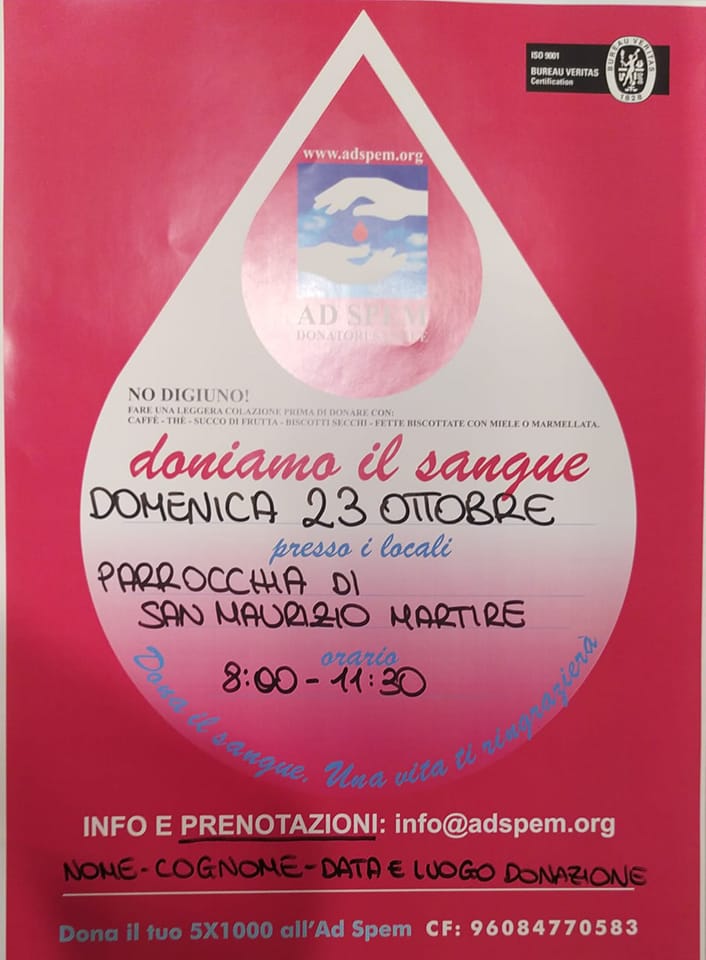 ISO 9001
BUREAU VERITAS
Certification
BUREAU VERITAS
1828
www.adspem.org
AD SPEM
DONATORI SANGUE
NO DIGIUNO!
FARE UNA LEGGERA COLAZIONE PRIMA DI DONARE CON:
CAFFÈ - THÈ - SUCCO DI FRUTTA - BISCOTTI SECCHI - FETTE BISCOTTATE CON MIELE O MARMELLATA.
doniamo il sangue
DOMENICA 23 OTTOBRE
presso i locali
PARROCCHIA DI
SAN MAURIZIO MARTIRE
orario
8:00 - 11:30
Dona il sangue. Una vita ti ringrazierà
INFO E PRENOTAZIONI: info@adspem.org
NOME - COGNOME - DATA E LUOGO DONAZIONE
Dona il tuo 5X1000 all'Ad Spem CF: 96084770583